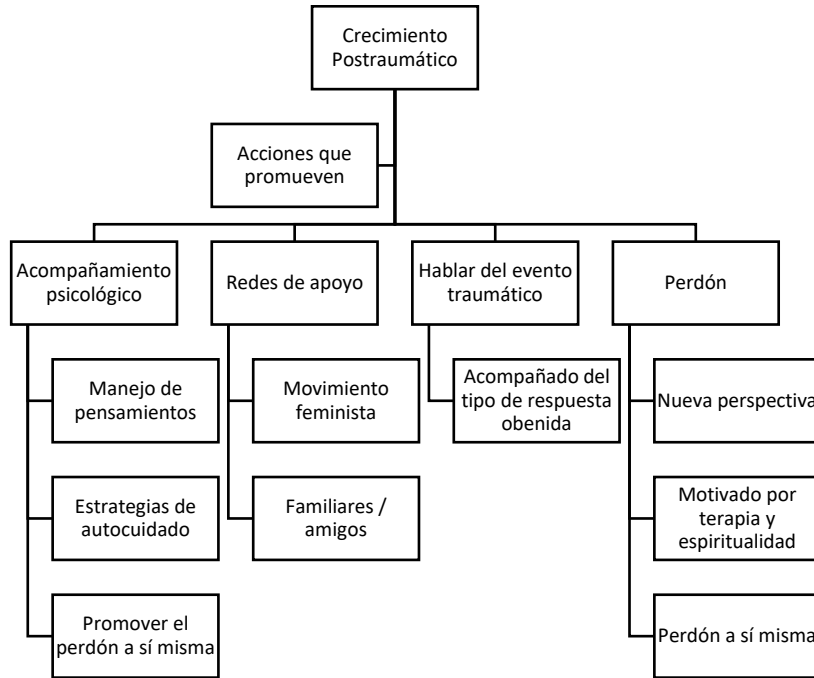 Crecimiento
Postraumático
Acciones que
promueven
Acompañamiento
psicológico
Redes de apoyo
Hablar del evento
traumático
Perdón
Manejo de
pensamientos
Movimiento
feminista
Acompañado del
tipo de respuesta
obenida
Nueva perspectiva
Estrategias de
autocuidado
Familiares /
amigos
Motivado por
terapia y
espiritualidad
Promover el
perdón a sí misma
Perdón a sí misma